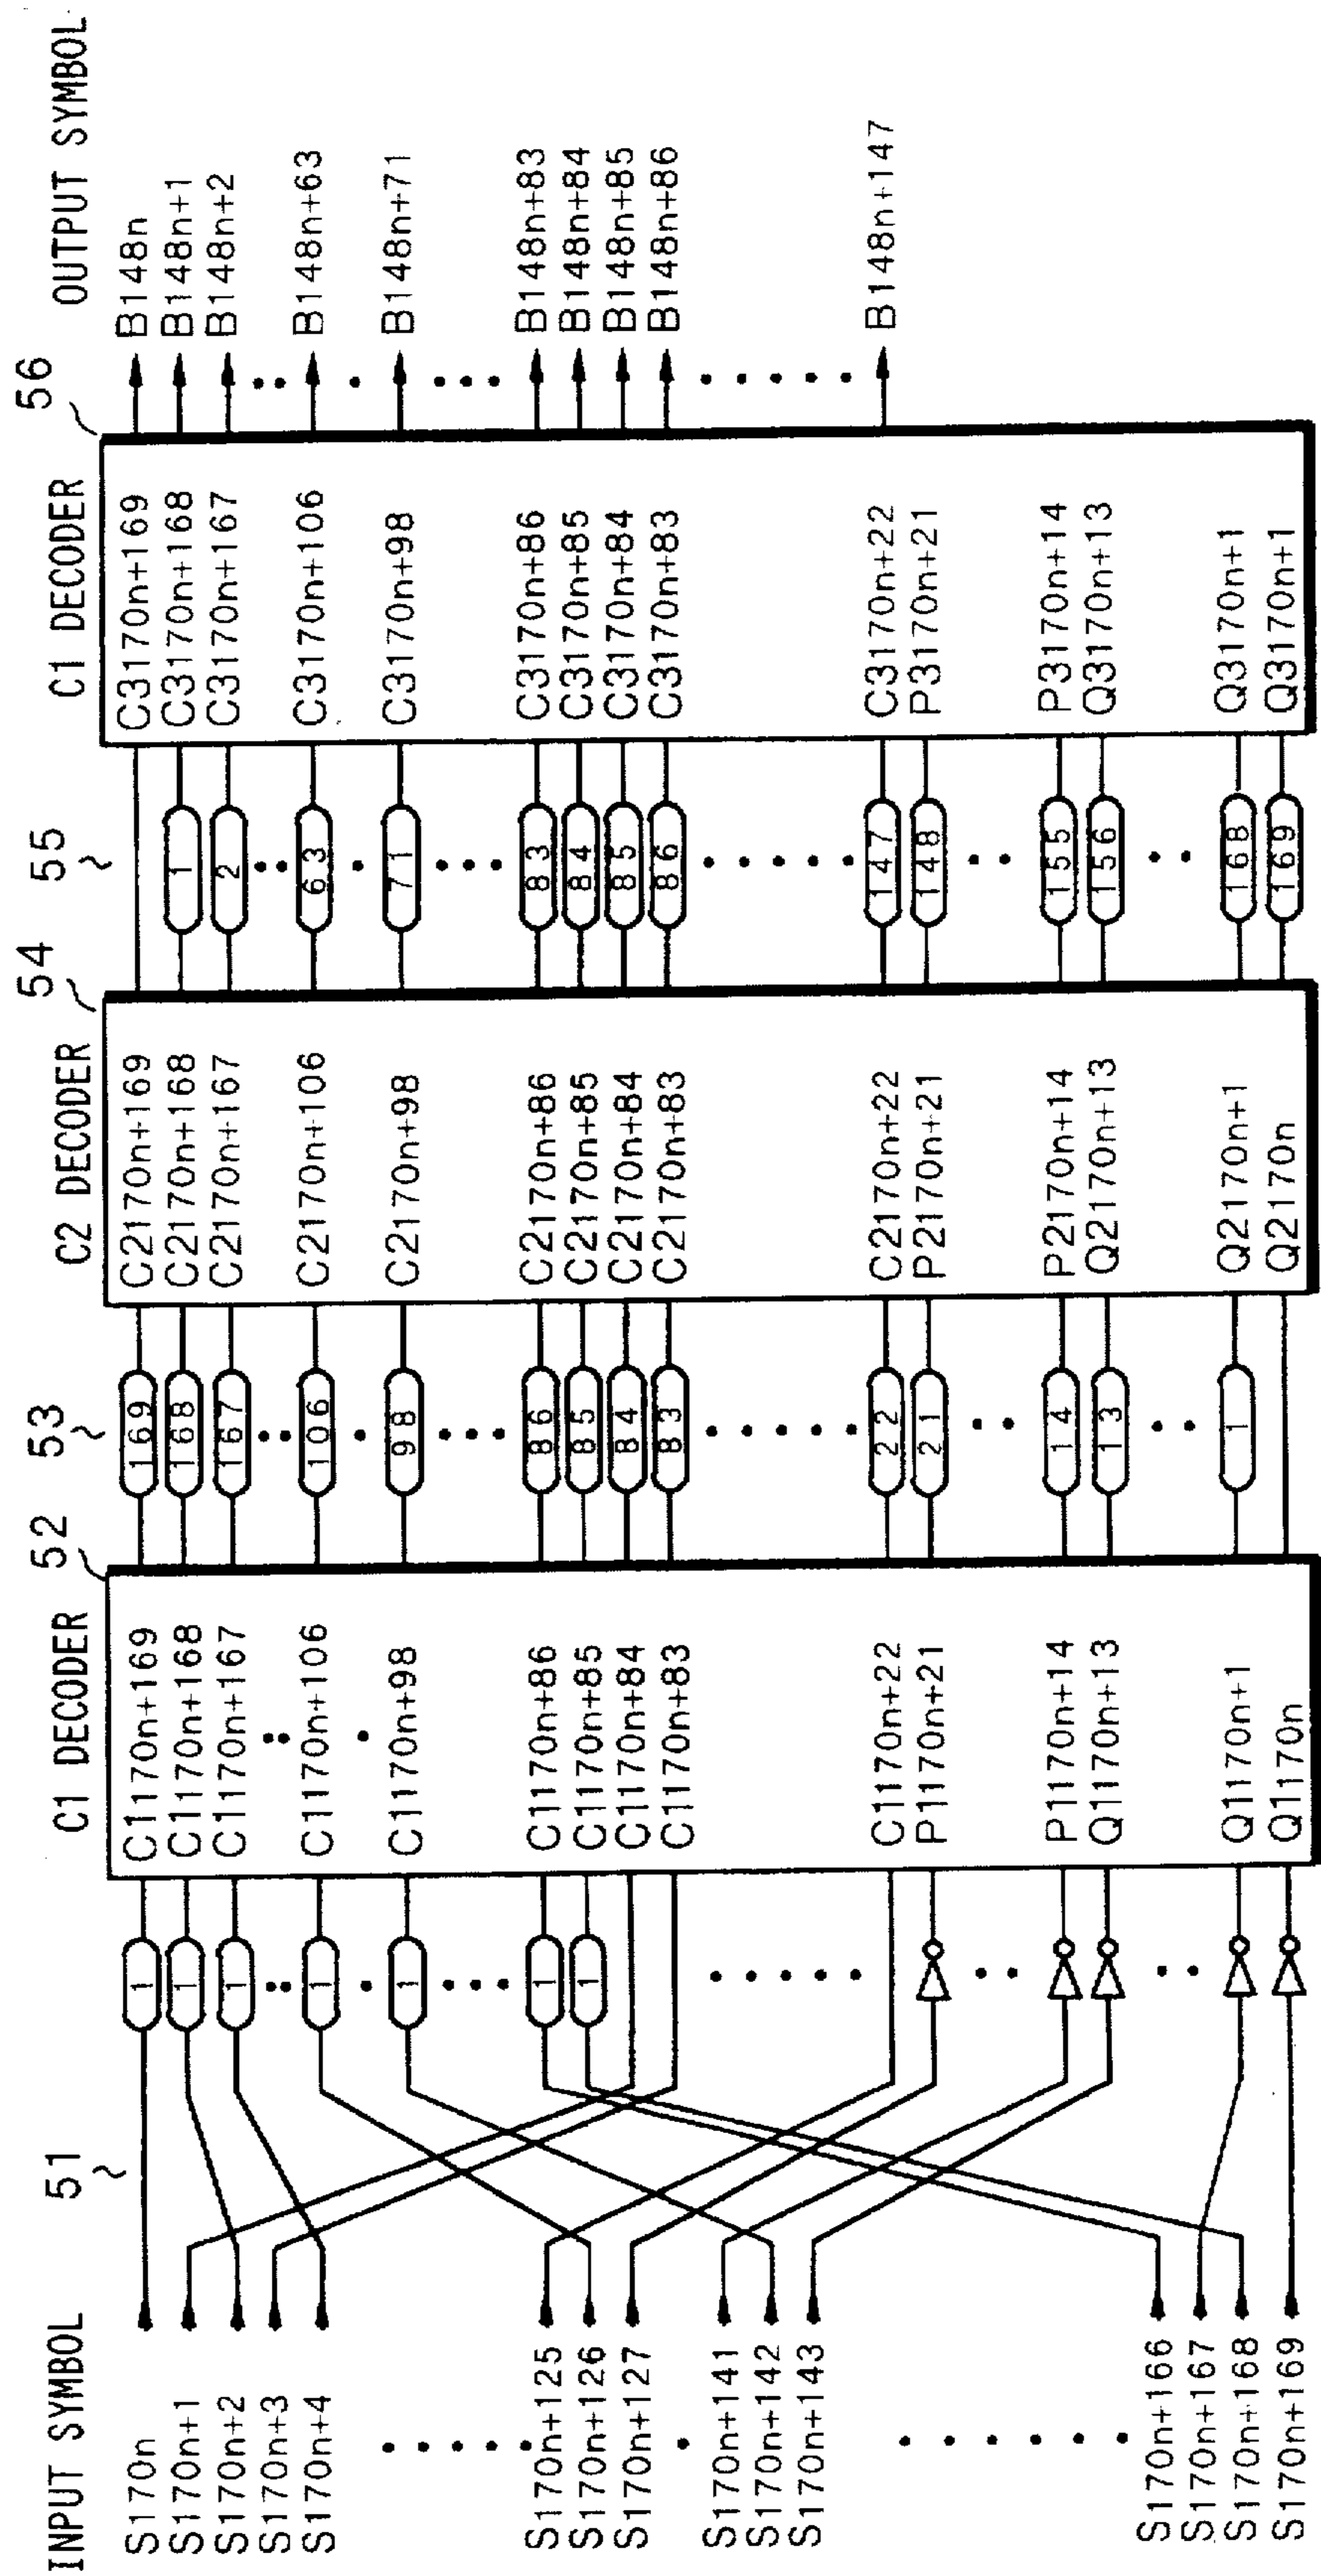 INPUT SYMBOL
S170n
S170n+1
S170n+2
S170n+3
S170n+4
S170n+125
S170n+126
S170n+127
S170n+141
S170n+142
S170n+143
S170n+166
S170n+167
S170n+168
S170n+169
51
1
1
1
1
1
1
1
C1 DECODER
52
C1170n+169
C1170n+168
C1170n+167
C1170n+106
C1170n+98
C1170n+86
C1170n+85
C1170n+84
C1170n+83
C1170n+22
P1170n+21
P1170n+14
Q1170n+13
Q1170n+1
Q1170n
53
169
168
167
106
98
86
85
84
83
22
21
14
13
1
C2 DECODER
54
C2170n+169
C2170n+168
C2170n+167
C2170n+106
C2170n+98
C2170n+86
C2170n+85
C2170n+84
C2170n+83
C2170n+22
P2170n+21
P2170n+14
Q2170n+13
Q2170n+1
Q2170n
55
1
2
63
71
83
84
85
86
147
148
155
156
168
169
C1 DECODER
56
C3170n+169
C3170n+168
C3170n+167
C3170n+106
C3170n+98
C3170n+86
C3170n+85
C3170n+84
C3170n+83
C3170n+22
P3170n+21
P3170n+14
Q3170n+13
Q3170n+1
Q3170n+1
OUTPUT SYMBOL
B148n
B148n+1
B148n+2
B148n+63
B148n+71
B148n+83
B148n+84
B148n+85
B148n+86
B148n+147